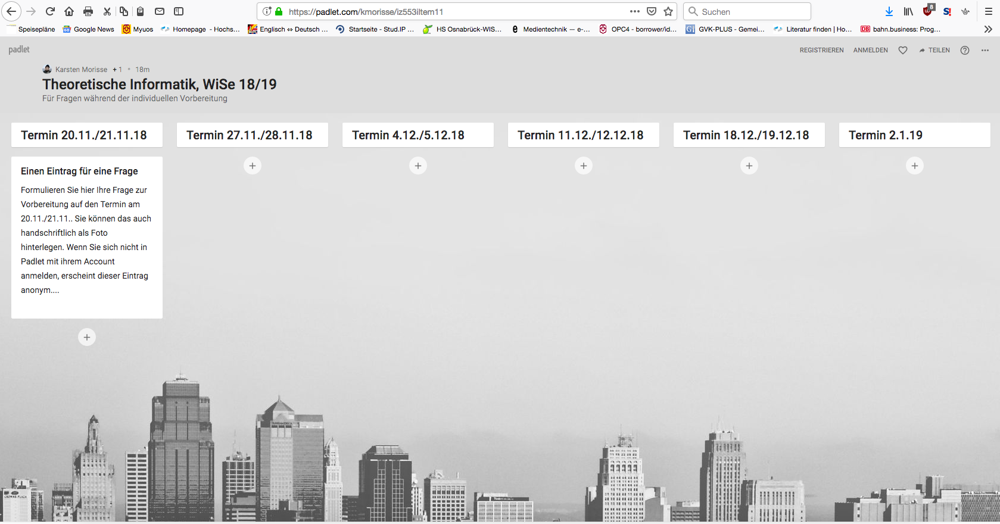 https://padlet.com/kmorisse/iz553iltem11
Suchen
8
S!
Speisepläne
Google News
Myuos
Homepage - Hochs...
Englisch ⇔ Deutsch ...
Startseite - Stud.IP ...
HS Osnabrück-WIS...
e
Medientechnik — e-...
OPC4 - borrower/id...
GVK-PLUS - Gemei...
Literatur finden | Ho...
DB
bahn.business: Prog...
padlet
REGISTRIEREN
ANMELDEN
TEILEN
Karsten Morisse + 1 • 18m
Theoretische Informatik, WiSe 18/19
Für Fragen während der individuellen Vorbereitung
Termin 20.11./21.11.18
Termin 27.11./28.11.18
Termin 4.12./5.12.18
Termin 11.12./12.12.18
Termin 18.12./19.12.18
Termin 2.1.19
Einen Eintrag für eine Frage
Formulieren Sie hier Ihre Frage zur
Vorbereitung auf den Termin am
20.11./21.11.. Sie können das auch
handschriftlich als Foto
hinterlegen. Wenn Sie sich nicht in
Padlet mit ihrem Account
anmelden, erscheint dieser Eintrag
anonym....
CROWNE PLAZA